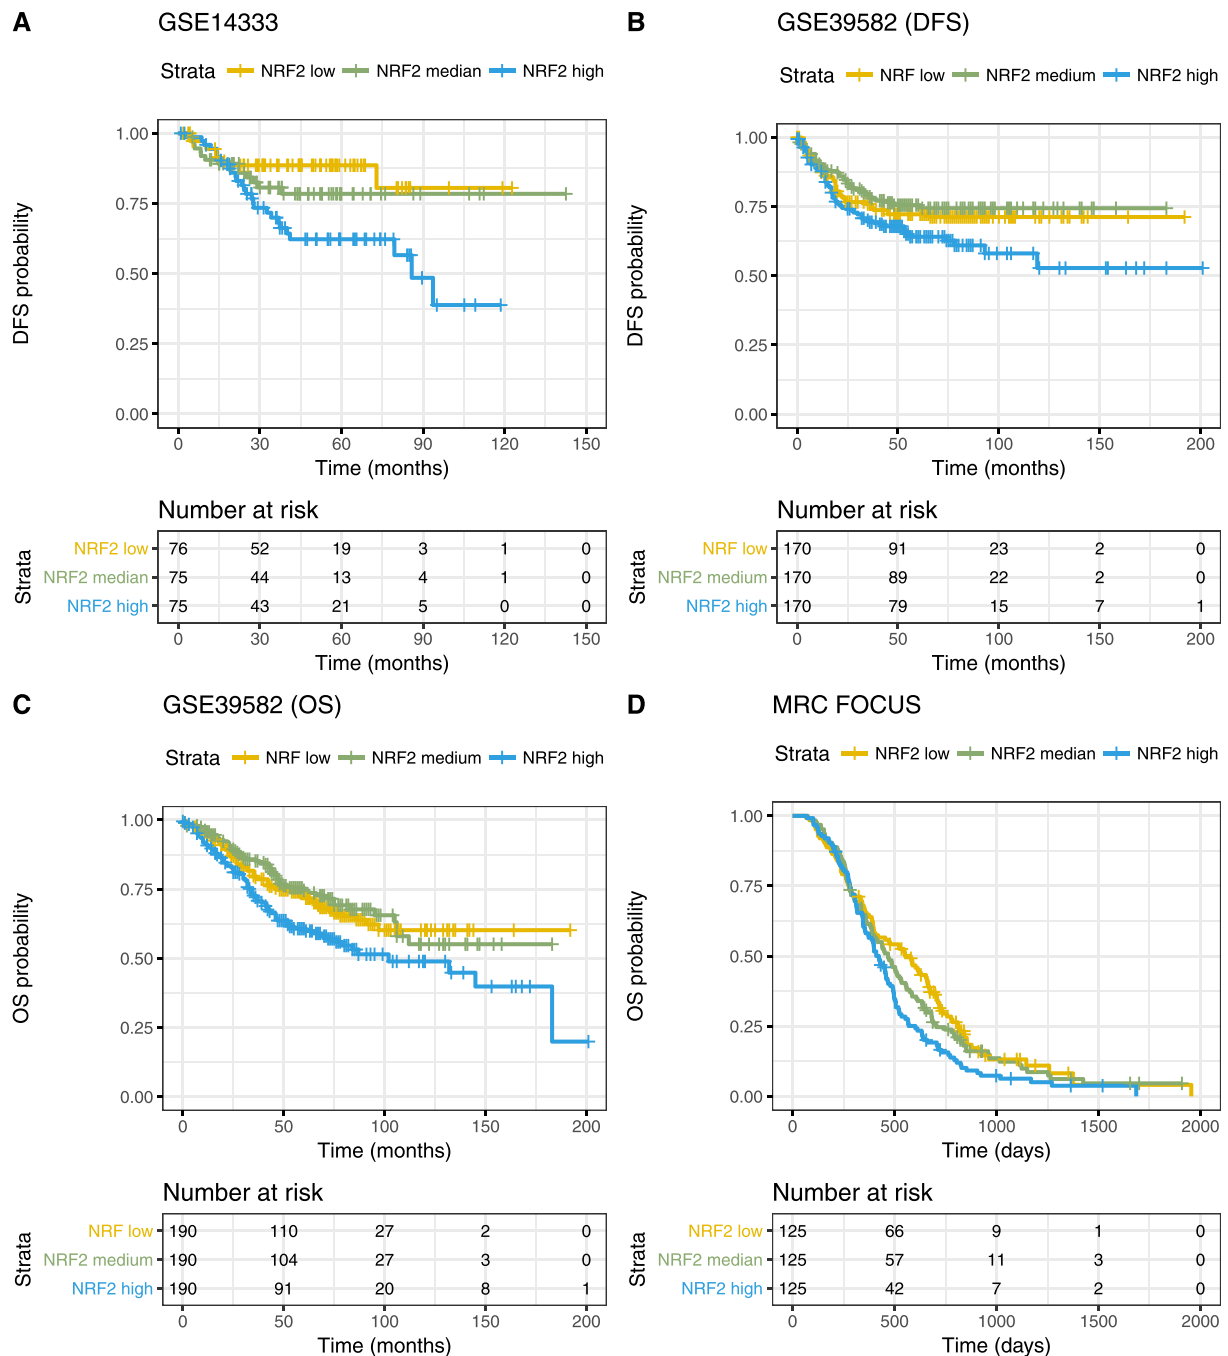 A GSE14333
Strata NRF2 low NRF2 median NRF2 high
1.00
0.75
0.50
0.25
0.00
DFS probability
0 30 60 90 120 150
Time (months)
Number at risk
Strata
NRF2 low 76 52 19 3 1 0
NRF2 median 75 44 13 4 1 0
NRF2 high 75 43 21 5 0 0
0 30 60 90 120 150
Time (months)
B GSE39582 (DFS)
Strata NRF low NRF2 medium NRF2 high
1.00
0.75
0.50
0.25
0.00
DFS probability
0 50 100 150 200
Time (months)
Number at risk
Strata
NRF low 170 91 23 2 0
NRF2 medium 170 89 22 2 0
NRF2 high 170 79 15 7 1
0 50 100 150 200
Time (months)
C GSE39582 (OS)
Strata NRF low NRF2 medium NRF2 high
1.00
0.75
0.50
0.25
0.00
OS probability
0 50 100 150 200
Time (months)
Number at risk
Strata
NRF low 190 110 27 2 0
NRF2 medium 190 104 27 3 0
NRF2 high 190 91 20 8 1
0 50 100 150 200
Time (months)
D MRC FOCUS
Strata NRF2 low NRF2 median NRF2 high
1.00
0.75
0.50
0.25
0.00
OS probability
0 500 1000 1500 2000
Time (days)
Number at risk
Strata
NRF2 low 125 66 9 1 0
NRF2 median 125 57 11 3 0
NRF2 high 125 42 7 2 0
0 500 1000 1500 2000
Time (days)